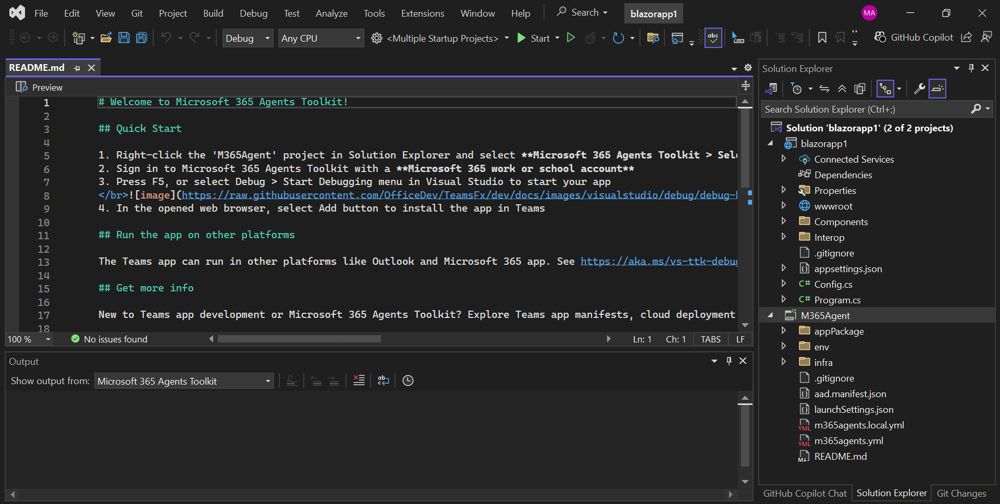 File Edit View Git Project Build Debug Test Analyze Tools Extensions Window Help Search blazorapp1 MA
Debug Any CPU <Multiple Startup Projects> Start abc GitHub Copilot
README.md
Preview
1 # Welcome to Microsoft 365 Agents Toolkit!
2
3 ## Quick Start
4
5 1. Right-click the 'M365Agent' project in Solution Explorer and select **Microsoft 365 Agents Toolkit > Sel
6 2. Sign in to Microsoft 365 Agents Toolkit with a **Microsoft 365 work or school account**
7 3. Press F5, or select Debug > Start Debugging menu in Visual Studio to start your app
8 </br>![image](https://raw.githubusercontent.com/OfficeDev/TeamsFx/dev/docs/images/visualstudio/debug/debug-
9 4. In the opened web browser, select Add button to install the app in Teams
10
11 ## Run the app on other platforms
12
13 The Teams app can run in other platforms like Outlook and Microsoft 365 app. See https://aka.ms/vs-ttk-debug
14
15 ## Get more info
16
17 New to Teams app development or Microsoft 365 Agents Toolkit? Explore Teams app manifests, cloud deployment
18
100 % No issues found Ln: 1 Ch: 1 TABS LF
Output
Show output from: Microsoft 365 Agents Toolkit
Solution Explorer
Search Solution Explorer (Ctrl+;)
Solution 'blazorapp1' (2 of 2 projects)
blazorapp1
Connected Services
Dependencies
Properties
wwwroot
Components
Interop
.gitignore
appsettings.json
C# Config.cs
C# Program.cs
M365Agent
appPackage
env
infra
.gitignore
aad.manifest.json
launchSettings.json
YML m365agents.local.yml
YML m365agents.yml
README.md
GitHub Copilot Chat Solution Explorer Git Changes